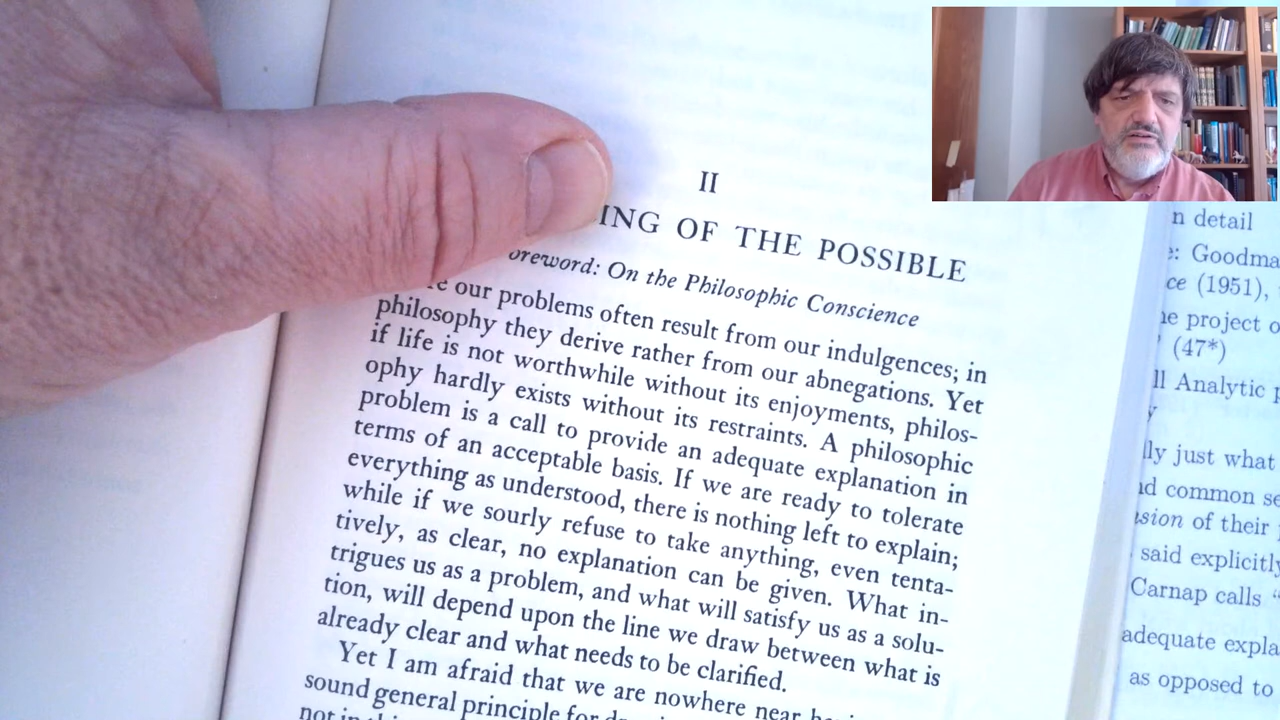 II
ING OF THE POSSIBLE
oreword: On the Philosophic Conscience
e our problems often result from our indulgences; in
philosophy they derive rather from our abnegations. Yet
if life is not worthwhile without its enjoyments, philos-
ophy hardly exists without its restraints. A philosophic
problem is a call to provide an adequate explanation in
terms of an acceptable basis. If we are ready to tolerate
everything as understood, there is nothing left to explain;
while if we sourly refuse to take anything, even tenta-
tively, as clear, no explanation can be given. What in-
trigues us as a problem, and what will satisfy us as a solu-
tion, will depend upon the line we draw between what is
already clear and what needs to be clarified.
Yet I am afraid that we are nowhere near
sound general principle for
not in
n detail
: Goodma
ce (1951),
e project o
(47*)
ll Analytic p
y
lly just what
d common se
sion of their
said explicitly
Carnap calls “
adequate expla
as opposed to